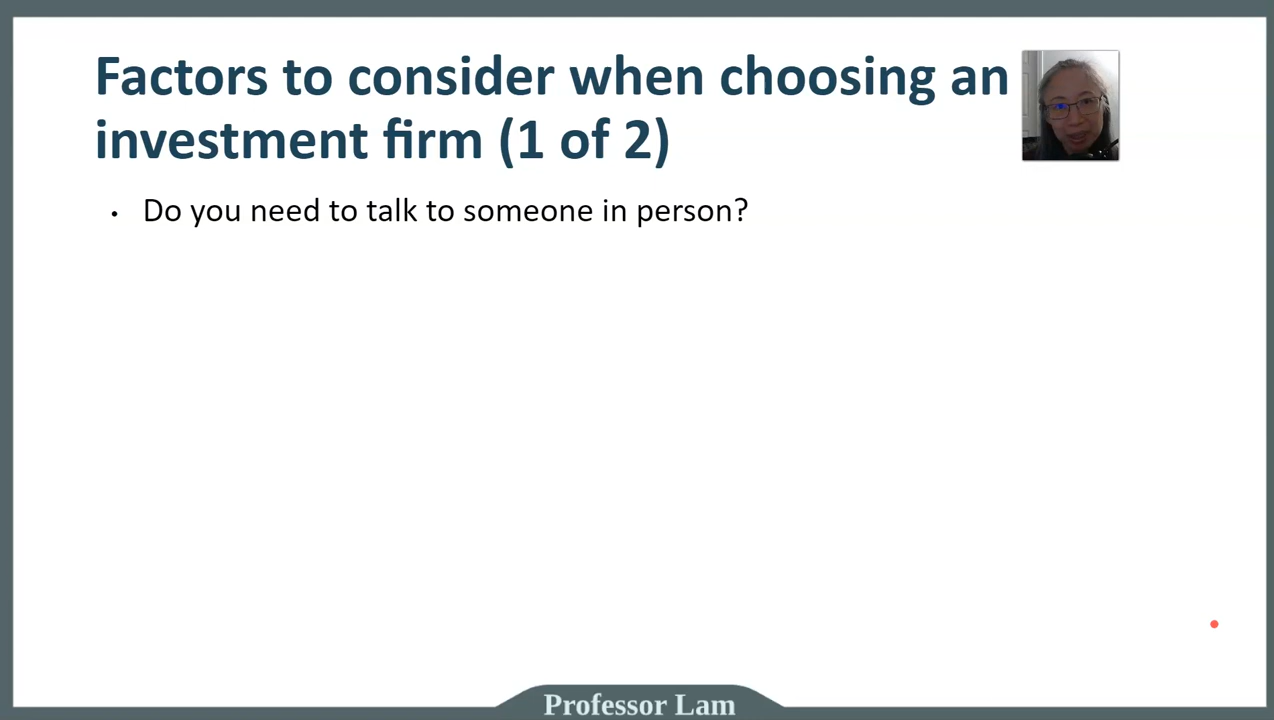 Factors to consider when choosing an
investment firm (1 of 2)
• Do you need to talk to someone in person?
Professor Lam